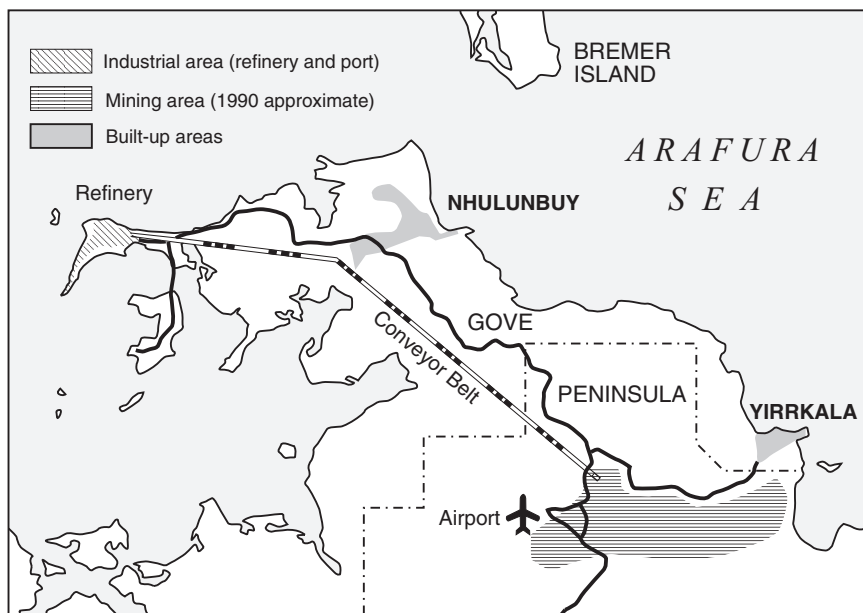 Industrial area (refinery and port)
Mining area (1990 approximate)
Built-up areas
BREMER
ISLAND
ARAFURA
SEA
Refinery
NHULUNBUY
GOVE
Conveyor Belt
PENINSULA
YIRRKALA
Airport